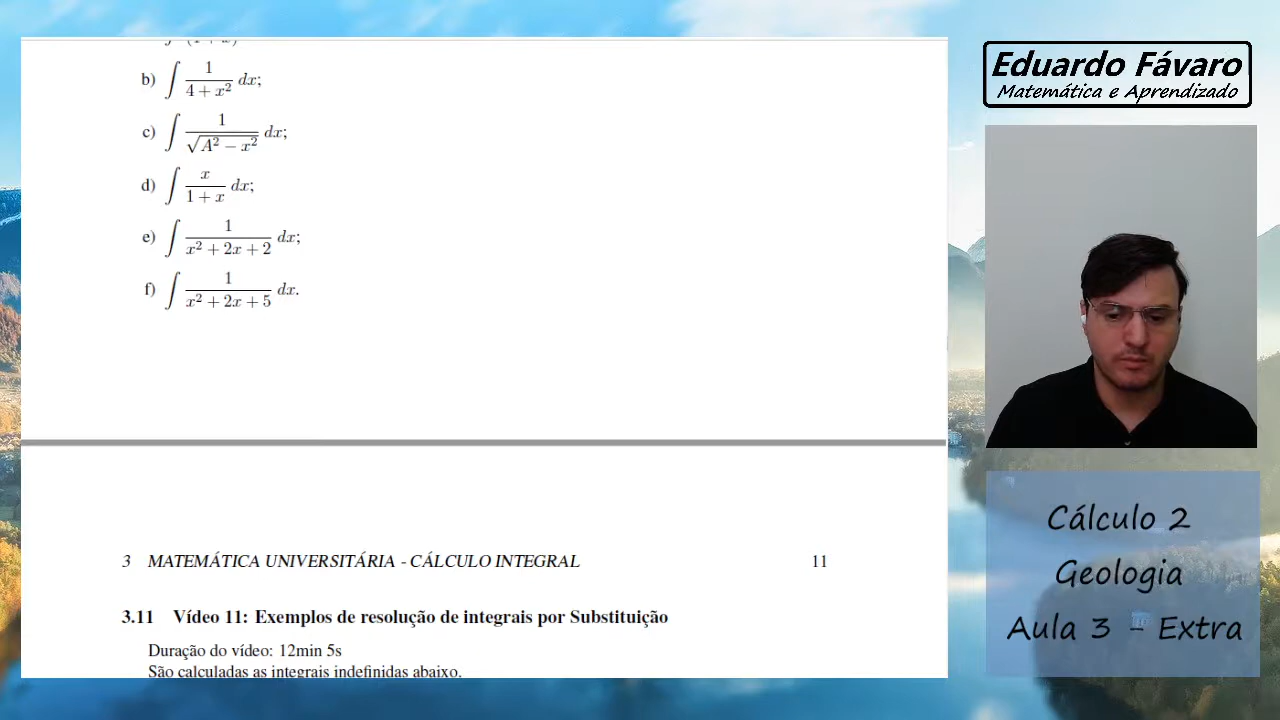 b) ∫ 1/(4 + x²) dx;
c) ∫ 1/√(A² − x²) dx;
d) ∫ x/(1 + x) dx;
e) ∫ 1/(x² + 2x + 2) dx;
f) ∫ 1/(x² + 2x + 5) dx.
3 MATEMÁTICA UNIVERSITÁRIA - CÁLCULO INTEGRAL 11
3.11 Vídeo 11: Exemplos de resolução de integrais por Substituição
Duração do vídeo: 12min 5s
São calculadas as integrais indefinidas abaixo.
Eduardo Fávaro
Matemática e Aprendizado
Cálculo 2
Geologia
Aula 3 - Extra